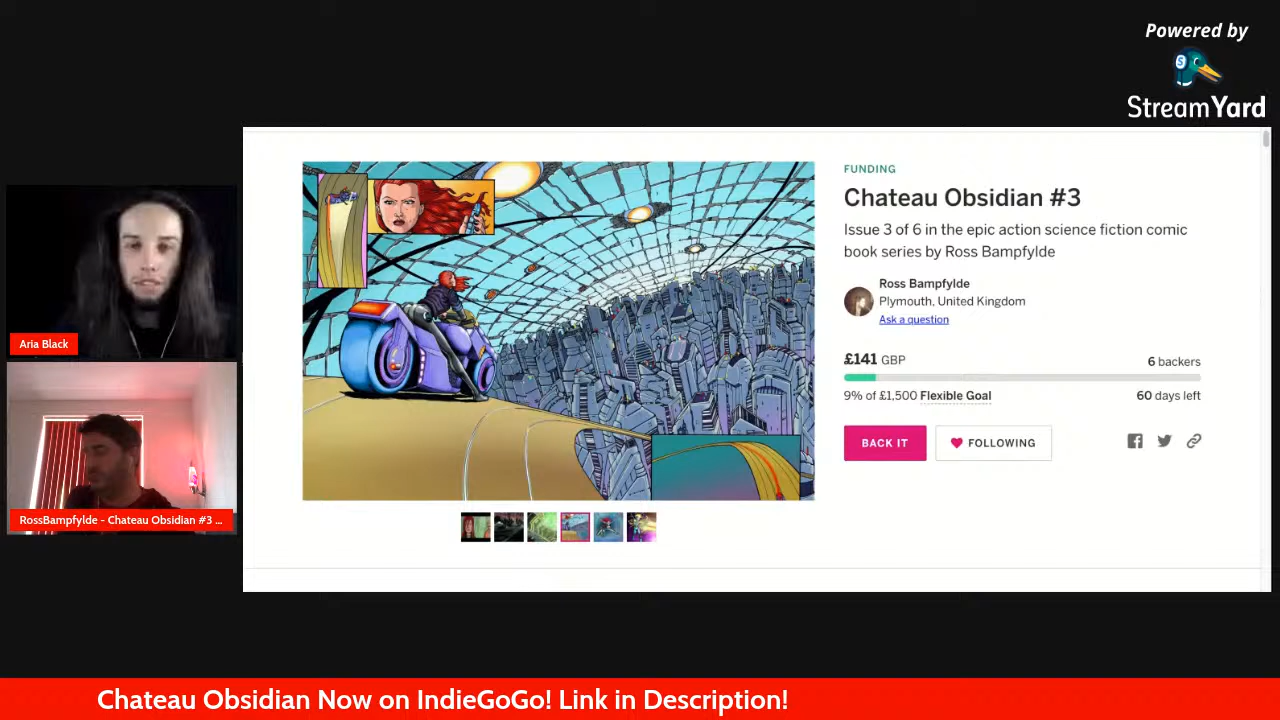 Powered by
StreamYard
FUNDING
Chateau Obsidian #3
Issue 3 of 6 in the epic action science fiction comic
book series by Ross Bampfylde
Ross Bampfylde
Plymouth, United Kingdom
Ask a question
£141 GBP
6 backers
9% of £1,500 Flexible Goal
60 days left
BACK IT
FOLLOWING
Aria Black
RossBampfylde - Chateau Obsidian #3 ...
Chateau Obsidian Now on IndieGoGo! Link in Description!